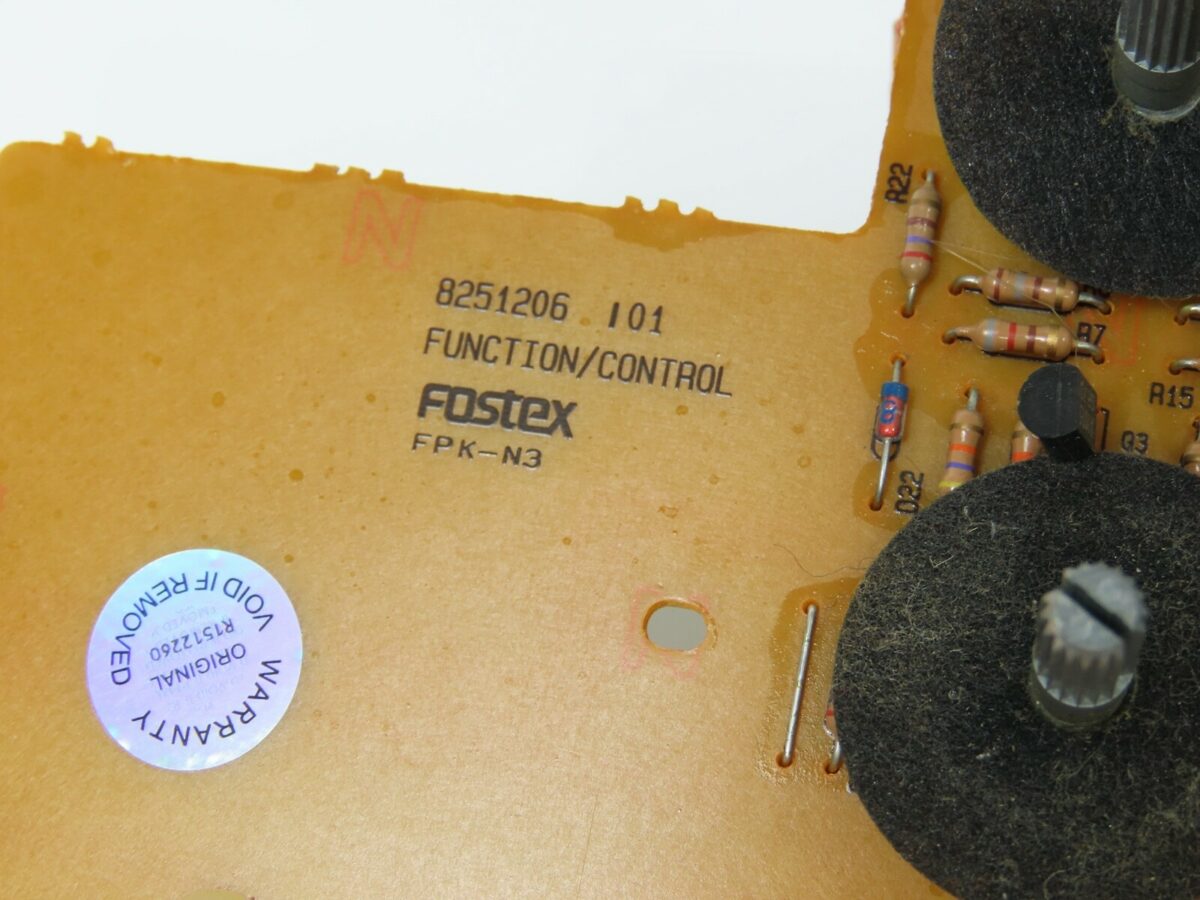 R22
8251206 I01
FUNCTION/CONTROL
R7
Fostex
FPK-N3
R15
Q3
D22
N
WARRANTY
VOID IF REMOVED
ORIGINAL
R1512260